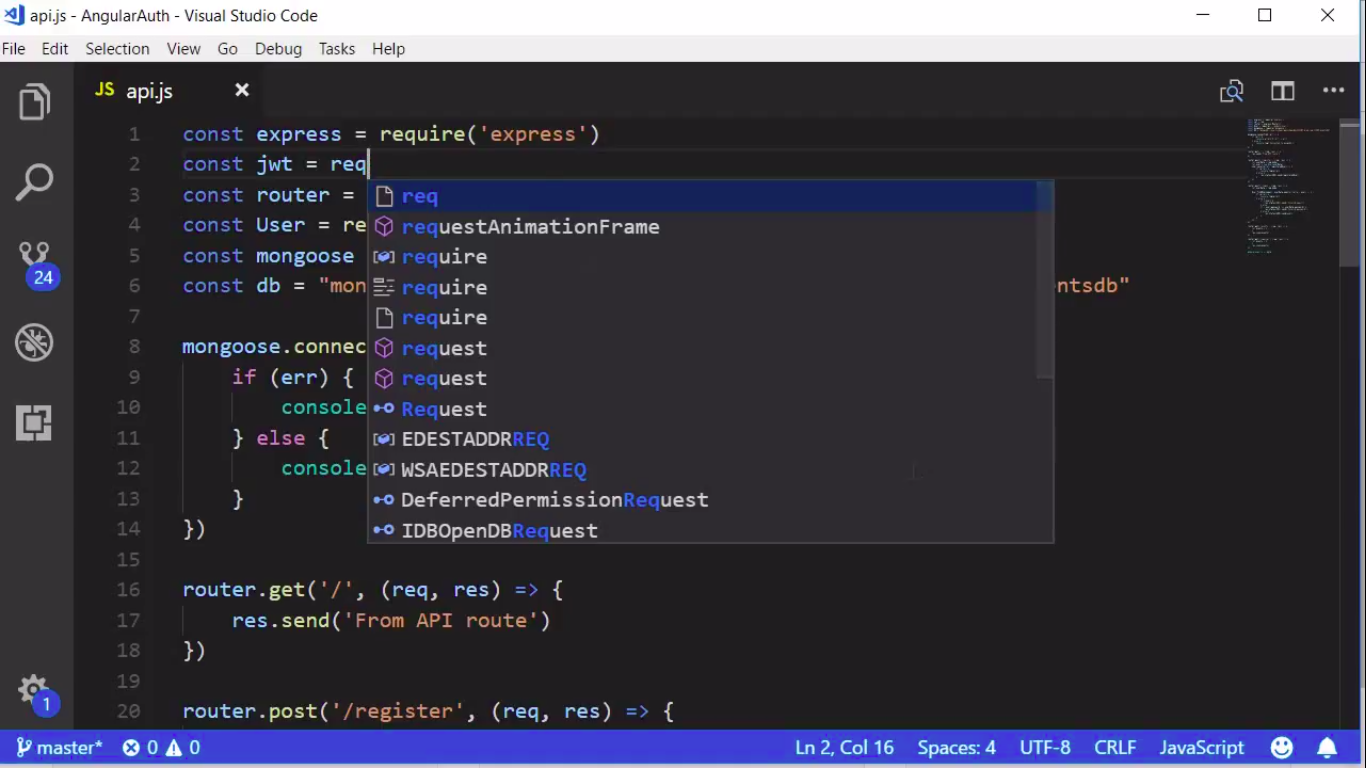 api.js - AngularAuth - Visual Studio Code
File Edit Selection View Go Debug Tasks Help
JS api.js
1 const express = require('express')
2 const jwt = req
3 const router =
4 const User = re
5 const mongoose
6 const db = "mon ntsdb"
7
8 mongoose.connec
9 if (err) {
10 console
11 } else {
12 console
13 }
14 })
15
16 router.get('/', (req, res) => {
17 res.send('From API route')
18 })
19
20 router.post('/register', (req, res) => {
req
requestAnimationFrame
require
require
require
request
request
Request
EDESTADDRREQ
WSAEDESTADDRREQ
DeferredPermissionRequest
IDBOpenDBRequest
24
1
master* 0 0 Ln 2, Col 16 Spaces: 4 UTF-8 CRLF JavaScript